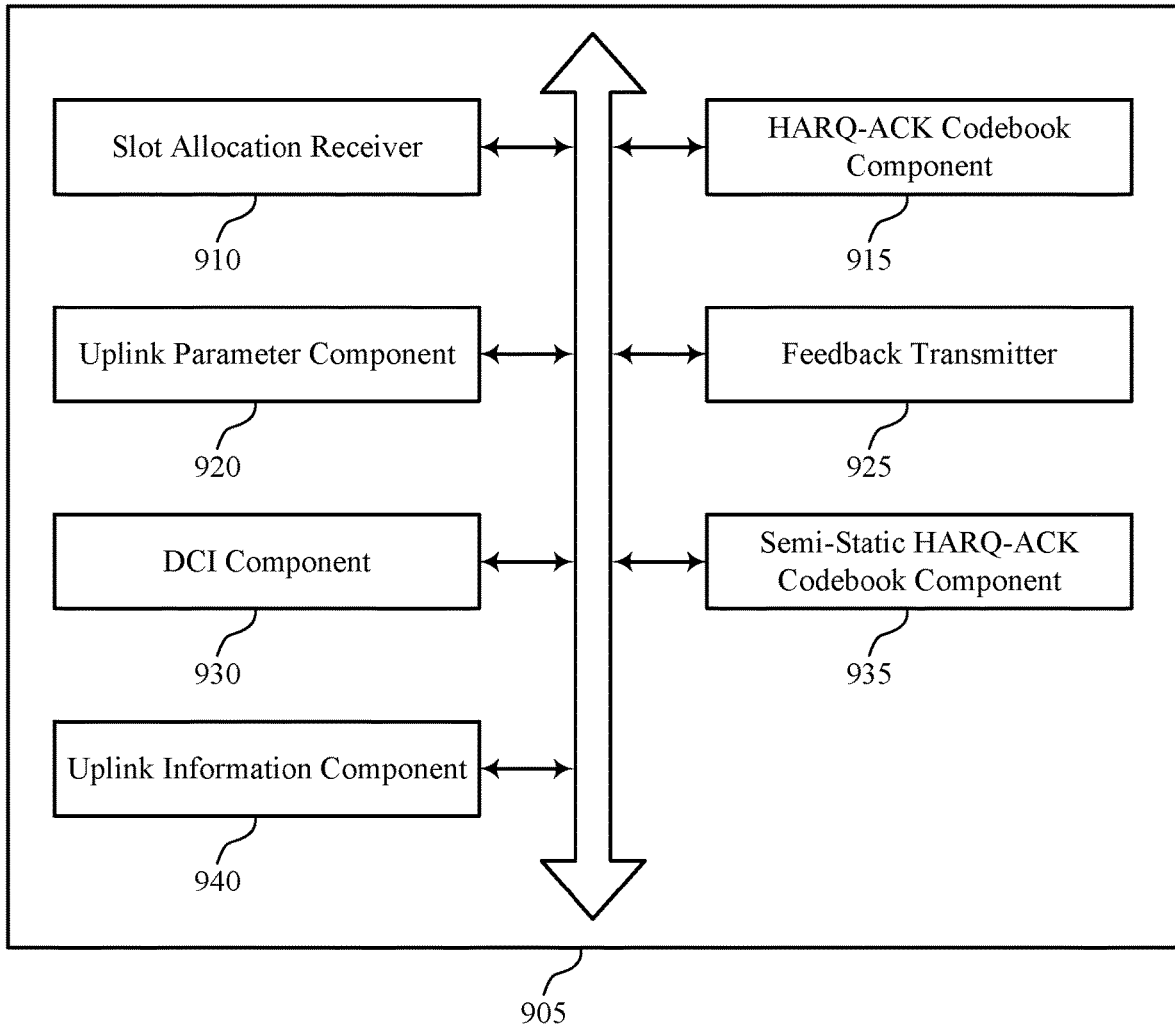 Slot Allocation Receiver
910
HARQ-ACK Codebook
Component
915
Uplink Parameter Component
920
Feedback Transmitter
925
DCI Component
930
Semi-Static HARQ-ACK
Codebook Component
935
Uplink Information Component
940
905